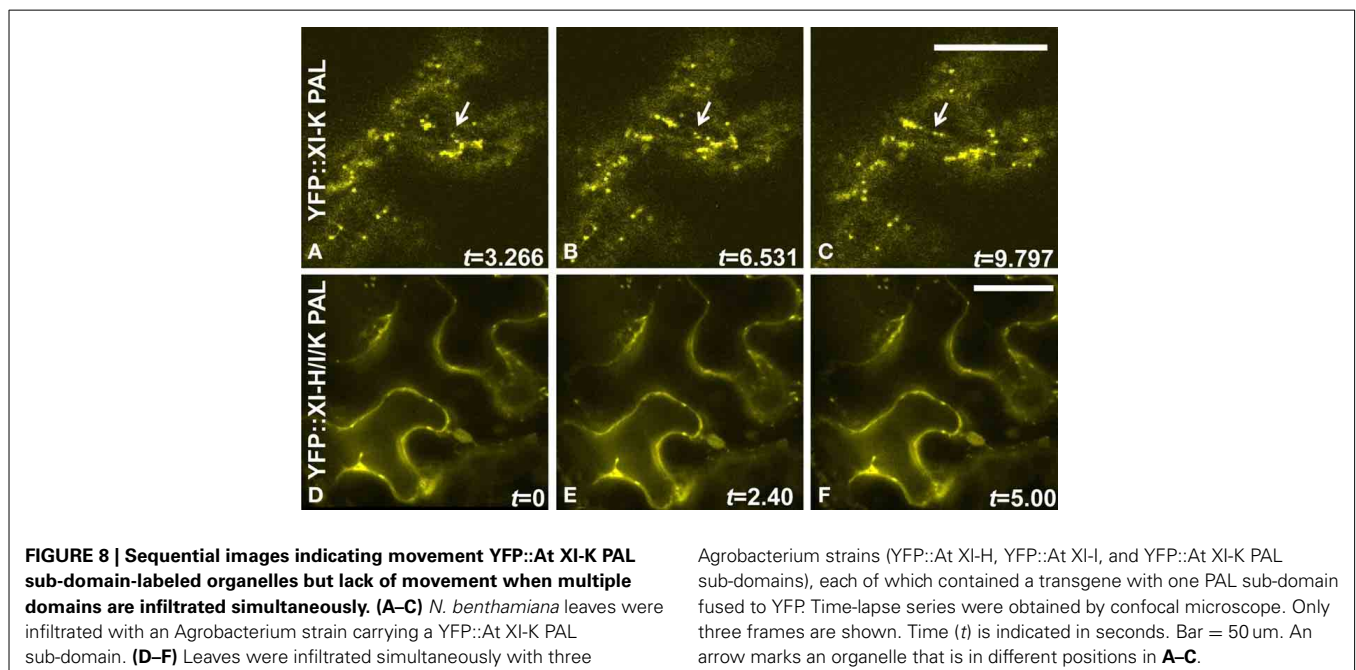 YFP::XI-K PAL
A
t=3.266
B
t=6.531
C
t=9.797
YFP::XI-H/I/K PAL
D
t=0
E
t=2.40
F
t=5.00
FIGURE 8 | Sequential images indicating movement YFP::At XI-K PAL
sub-domain-labeled organelles but lack of movement when multiple
domains are infiltrated simultaneously. (A–C) N. benthamiana leaves were
infiltrated with an Agrobacterium strain carrying a YFP::At XI-K PAL
sub-domain. (D–F) Leaves were infiltrated simultaneously with three
Agrobacterium strains (YFP::At XI-H, YFP::At XI-I, and YFP::At XI-K PAL
sub-domains), each of which contained a transgene with one PAL sub-domain
fused to YFP. Time-lapse series were obtained by confocal microscope. Only
three frames are shown. Time (t) is indicated in seconds. Bar = 50 um. An
arrow marks an organelle that is in different positions in A–C.